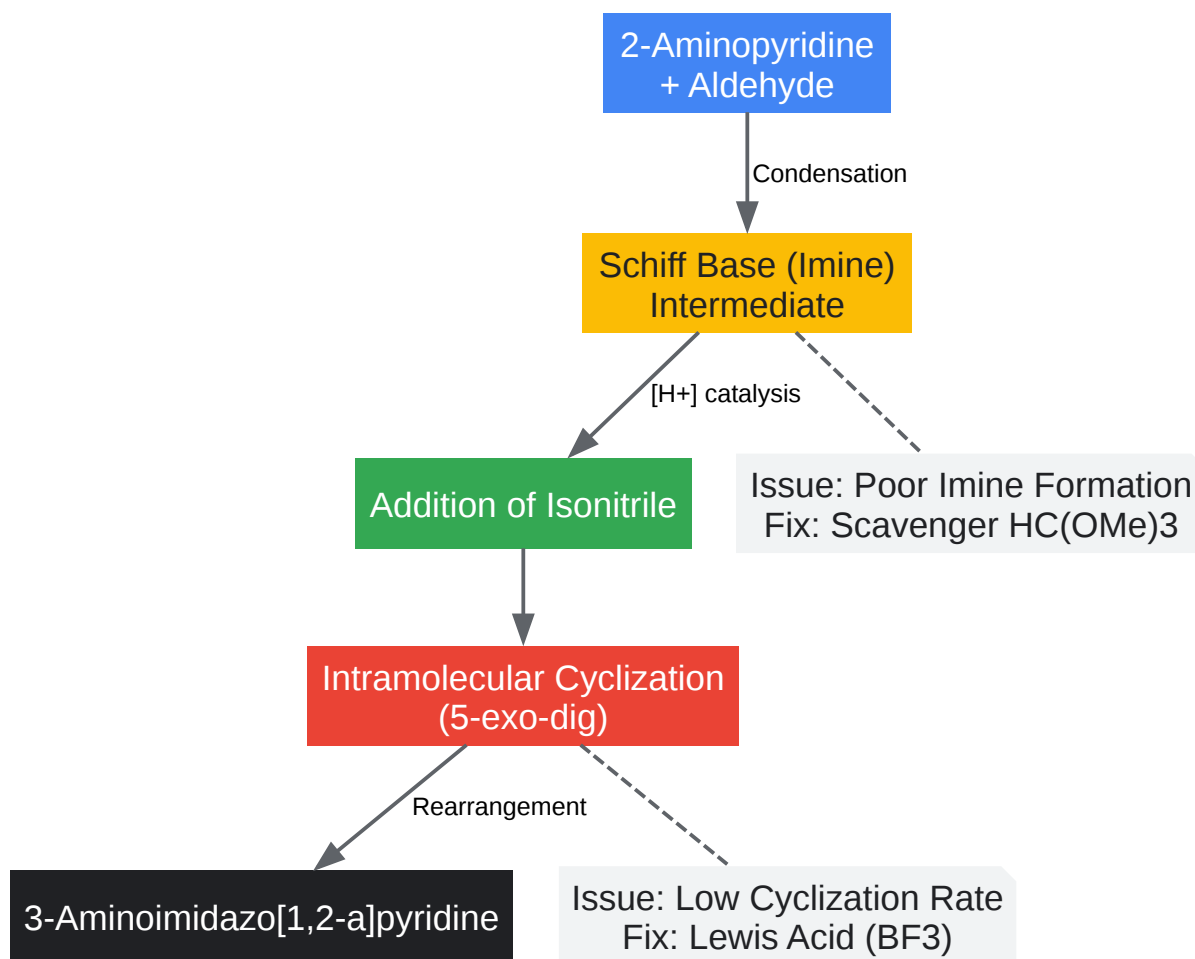 2-Aminopyridine
+ Aldehyde
Condensation
Schiff Base (Imine)
Intermediate
[H+] catalysis
Addition of Isonitrile
Issue: Poor Imine Formation
Fix: Scavenger HC(OMe)3
Intramolecular Cyclization
(5-exo-dig)
Rearrangement
3-Aminoimidazo[1,2-a]pyridine
Issue: Low Cyclization Rate
Fix: Lewis Acid (BF3)